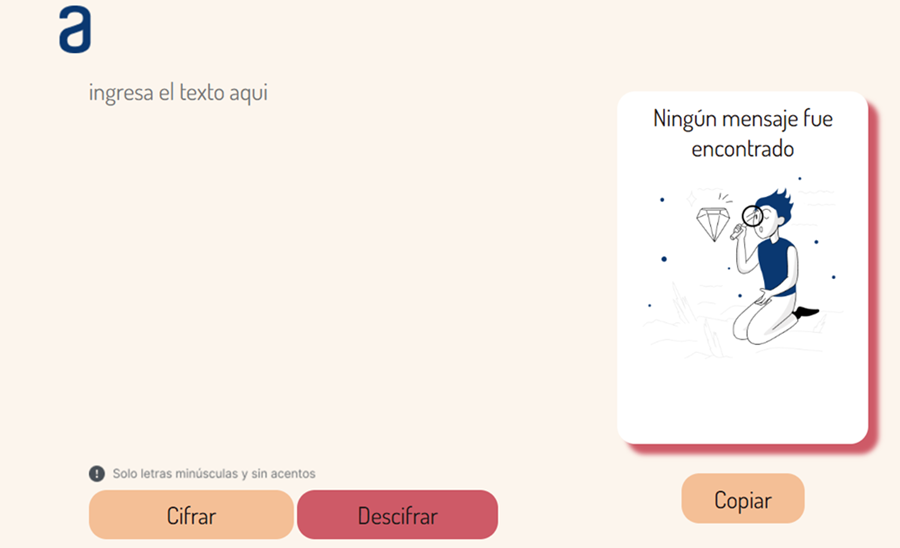 a
ingresa el texto aqui
Ningún mensaje fue
encontrado
! Solo letras minúsculas y sin acentos
Cifrar
Descifrar
Copiar